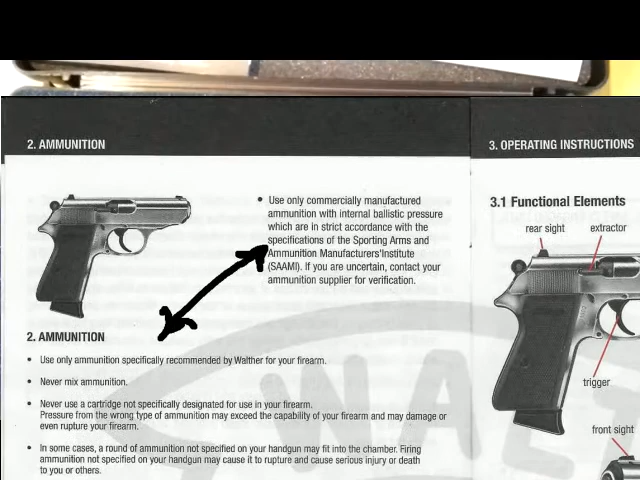 2. AMMUNITION
• Use only commercially manufactured
ammunition with internal ballistic pressure
which are in strict accordance with the
specifications of the Sporting Arms and
Ammunition Manufacturers'Institute
(SAAMI). If you are uncertain, contact your
ammunition supplier for verification.
2. AMMUNITION
• Use only ammunition specifically recommended by Walther for your firearm.
• Never mix ammunition.
• Never use a cartridge not specifically designated for use in your firearm.
Pressure from the wrong type of ammunition may exceed the capability of your firearm and may damage or
even rupture your firearm.
• In some cases, a round of ammunition not specified on your handgun may fit into the chamber. Firing
ammunition not specified on your handgun may cause it to rupture and cause serious injury or death
to you or others.
3. OPERATING INSTRUCTIONS
3.1 Functional Elements
rear sight
extractor
trigger
front sight
WALT